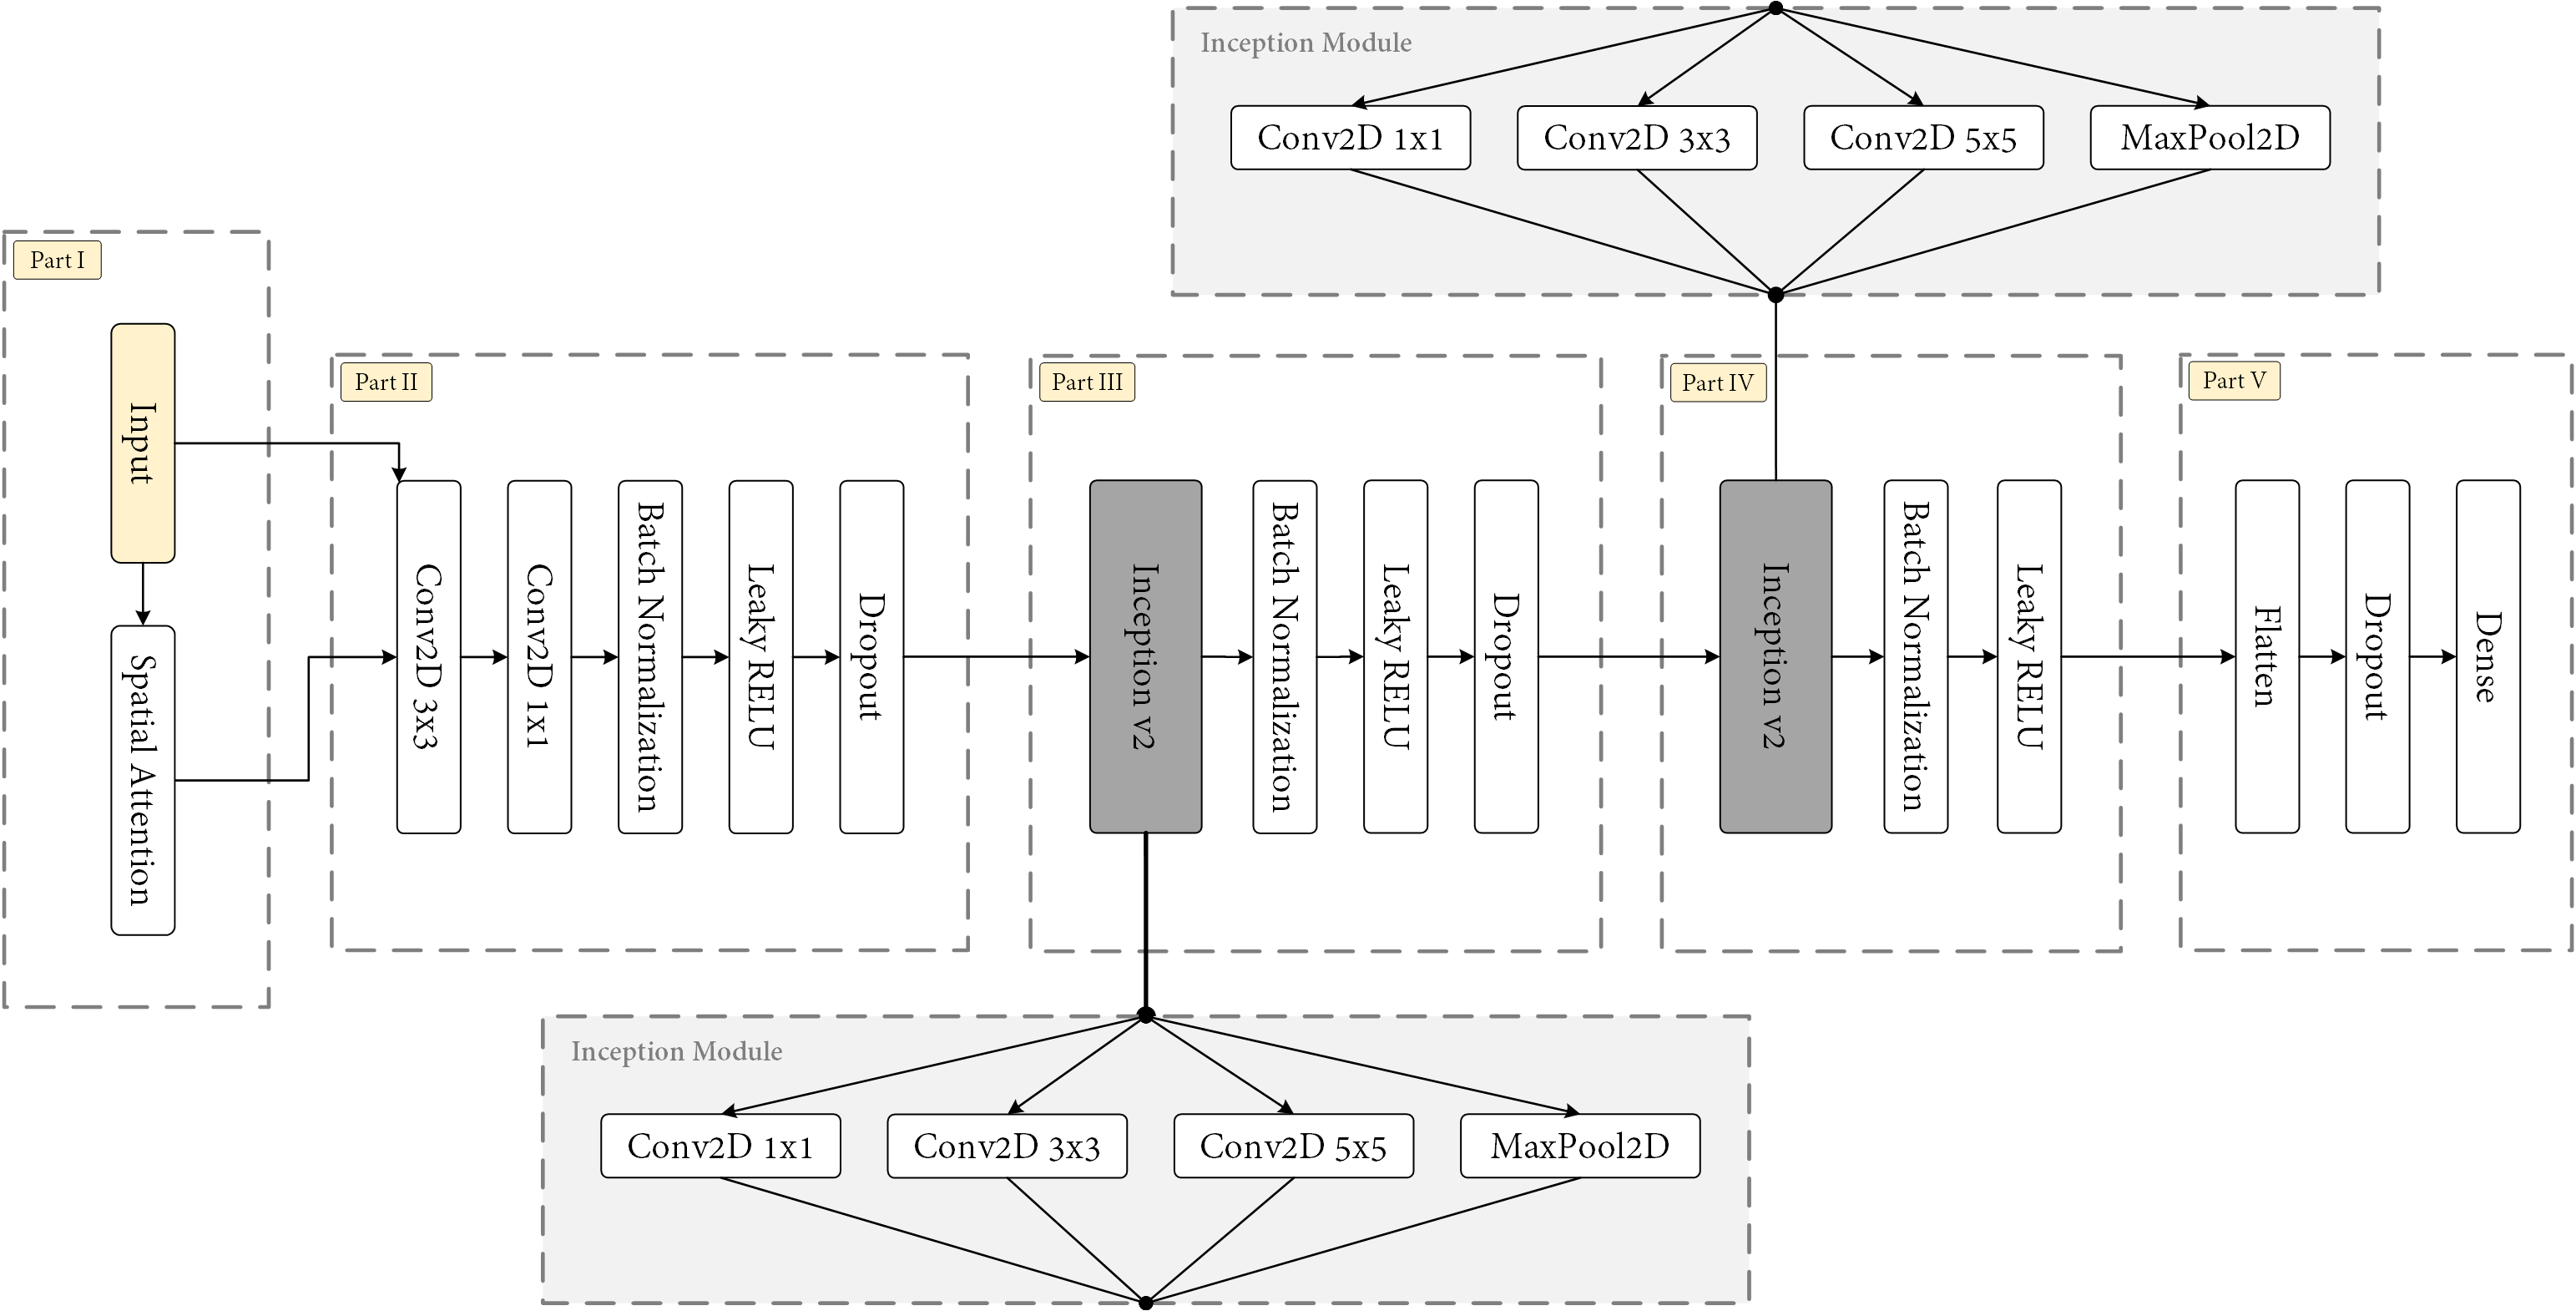 Inception Module
Conv2D 1x1
Conv2D 3x3
Conv2D 5x5
MaxPool2D
Part I
Input
Spatial Attention
Part II
Conv2D 3x3
Conv2D 1x1
Batch Normalization
Leaky RELU
Dropout
Part III
Inception v2
Batch Normalization
Leaky RELU
Dropout
Part IV
Inception v2
Batch Normalization
Leaky RELU
Part V
Flatten
Dropout
Dense
Inception Module
Conv2D 1x1
Conv2D 3x3
Conv2D 5x5
MaxPool2D